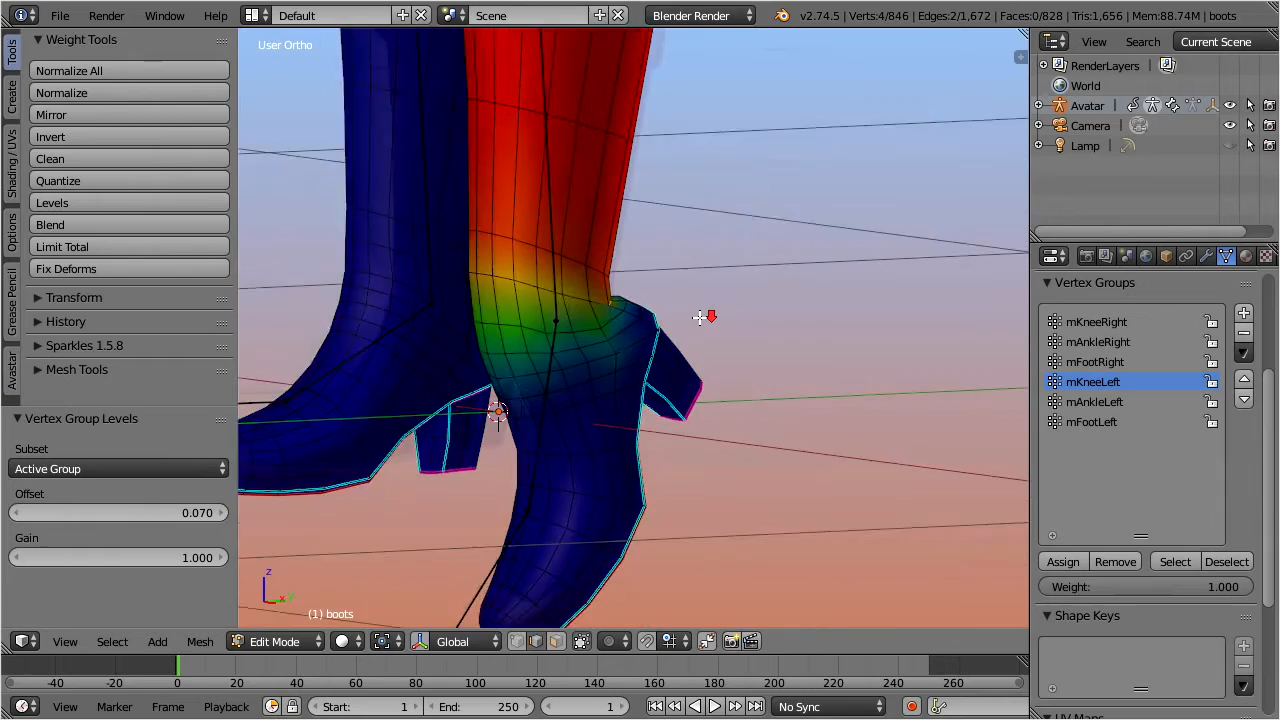 File Render Window Help Default Scene Blender Render v2.74.5 | Verts:4/846 | Edges:2/1,672 | Faces:0/828 | Tris:1,656 | Mem:88.74M | boots
Tools
Create
Shading / UVs
Options
Grease Pencil
Avastar
Weight Tools
Normalize All
Normalize
Mirror
Invert
Clean
Quantize
Levels
Blend
Limit Total
Fix Deforms
Transform
History
Sparkles 1.5.8
Mesh Tools
Vertex Group Levels
Subset
Active Group
Offset
0.070
Gain
1.000
User Ortho
z
x
y
(1) boots
View Search Current Scene
RenderLayers
World
Avatar
Camera
Lamp
Vertex Groups
mKneeRight
mAnkleRight
mFootRight
mKneeLeft
mAnkleLeft
mFootLeft
Assign Remove Select Deselect
Weight: 1.000
Shape Keys
UV Maps
View Select Add Mesh Edit Mode Global
-40 -20 0 20 40 60 80 100 120 140 160 180 200 220 240 260
View Marker Frame Playback Start: 1 End: 250 1 No Sync